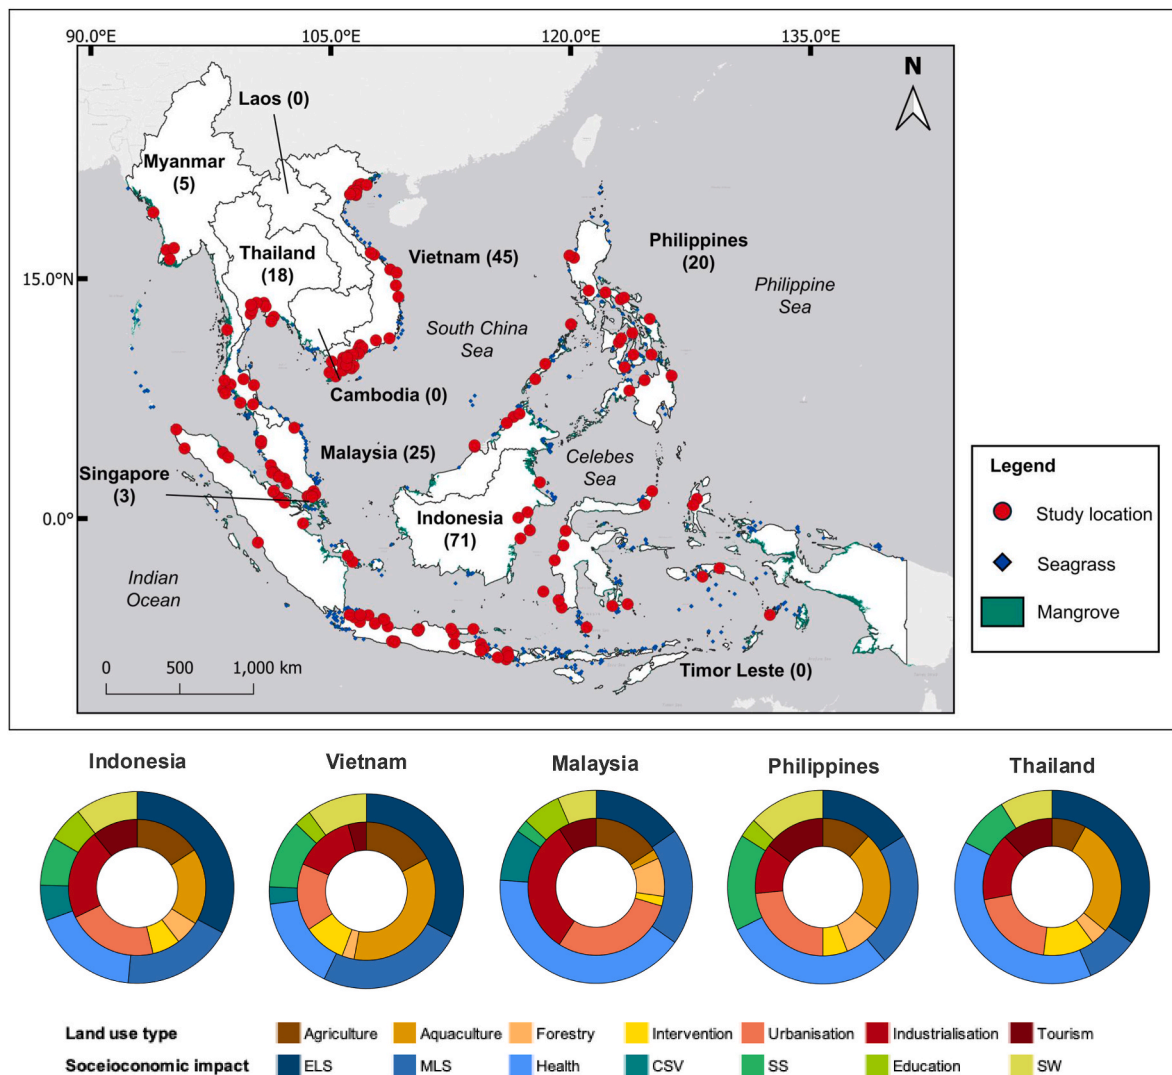 90.0°E 105.0°E 120.0°E 135.0°E
N
Laos (0)
Myanmar
(5)
Thailand
(18)
Vietnam (45)
Philippines
(20)
15.0°N
Philippine
Sea
South China
Sea
Cambodia (0)
Malaysia (25)
Celebes
Sea
Singapore
(3)
0.0°
Indonesia
(71)
Indian
Ocean
Timor Leste (0)
0 500 1,000 km
Legend
Study location
Seagrass
Mangrove
Indonesia Vietnam Malaysia Philippines Thailand
Land use type Agriculture Aquaculture Forestry Intervention Urbanisation Industrialisation Tourism
Soceioeconomic impact ELS MLS Health CSV SS Education SW